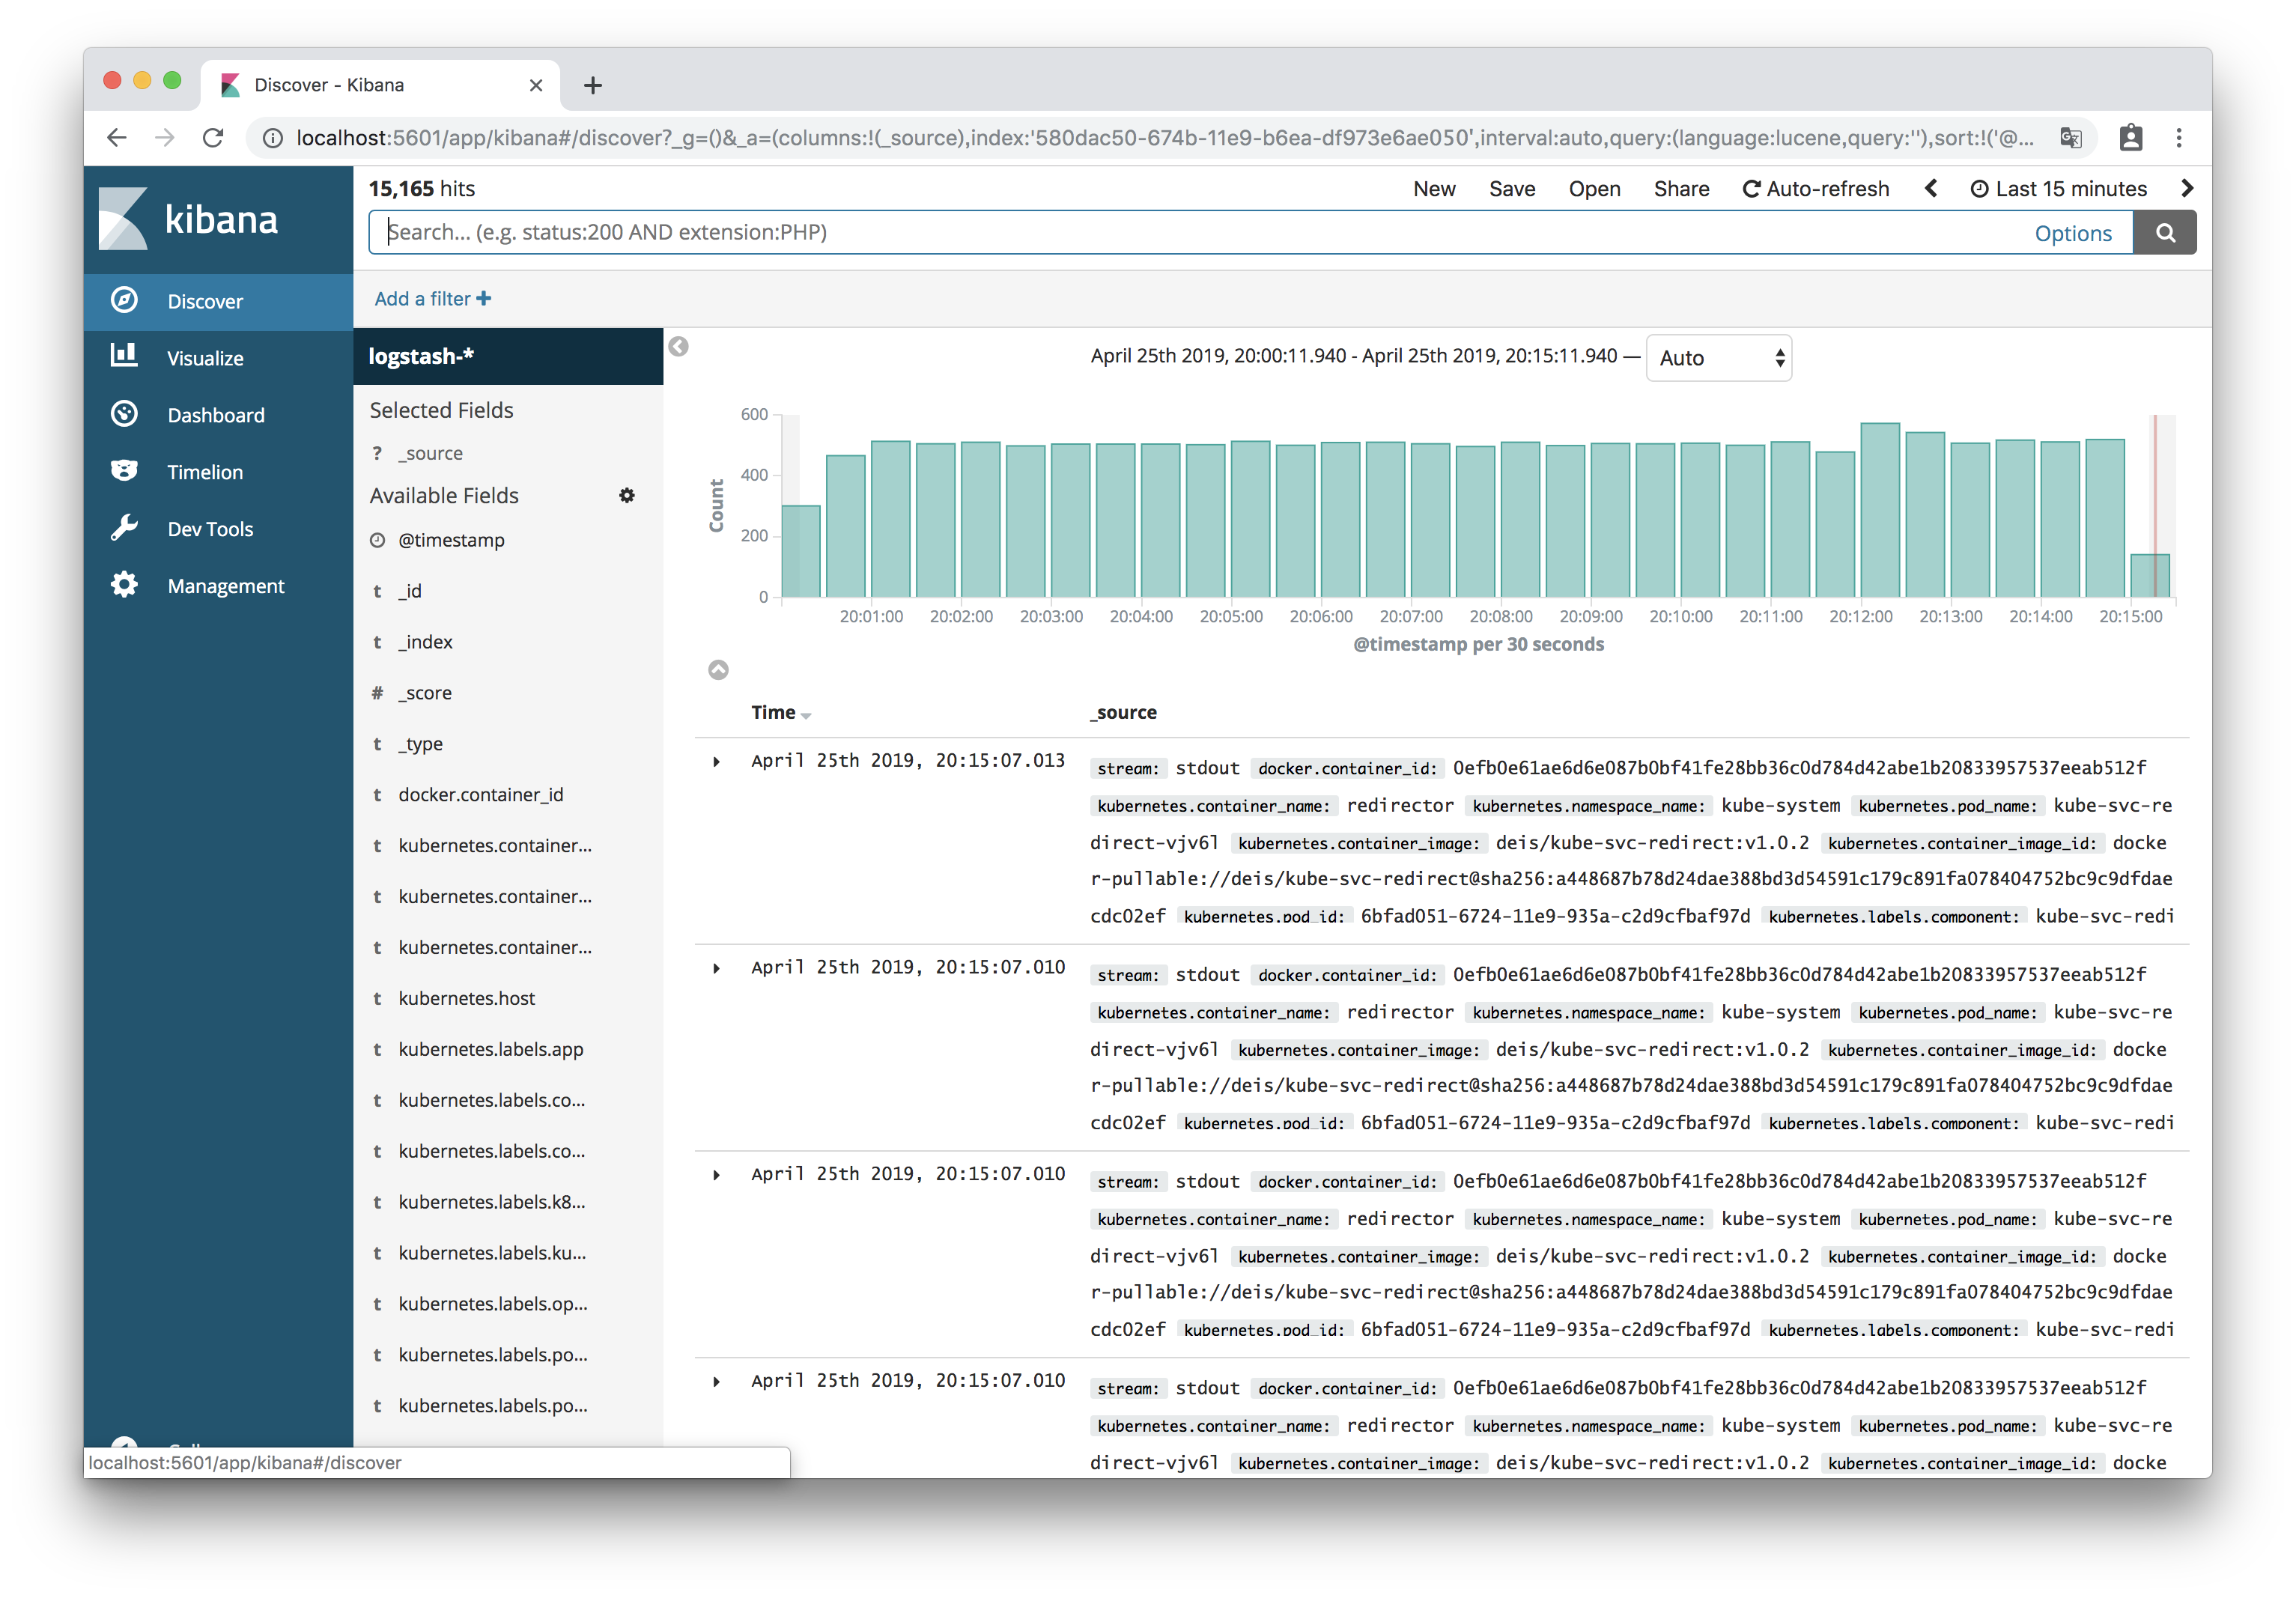 Discover - Kibana
localhost:5601/app/kibana#/discover?_g=()&_a=(columns:!(_source),index:'580dac50-674b-11e9-b6ea-df973e6ae050',interval:auto,query:(language:lucene,query:''),sort:!('@...
kibana
Discover
Visualize
Dashboard
Timelion
Dev Tools
Management
localhost:5601/app/kibana#/discover
15,165 hits
New Save Open Share Auto-refresh Last 15 minutes
Search... (e.g. status:200 AND extension:PHP) Options
Add a filter +
logstash-*
Selected Fields
? _source
Available Fields
@timestamp
t _id
t _index
# _score
t _type
t docker.container_id
t kubernetes.container...
t kubernetes.container...
t kubernetes.container...
t kubernetes.host
t kubernetes.labels.app
t kubernetes.labels.co...
t kubernetes.labels.co...
t kubernetes.labels.k8...
t kubernetes.labels.ku...
t kubernetes.labels.op...
t kubernetes.labels.po...
t kubernetes.labels.po...
April 25th 2019, 20:00:11.940 - April 25th 2019, 20:15:11.940 — Auto
Count
600
400
200
0
20:01:00 20:02:00 20:03:00 20:04:00 20:05:00 20:06:00 20:07:00 20:08:00 20:09:00 20:10:00 20:11:00 20:12:00 20:13:00 20:14:00 20:15:00
@timestamp per 30 seconds
Time _source
April 25th 2019, 20:15:07.013 stream: stdout docker.container_id: 0efb0e61ae6d6e087b0bf41fe28bb36c0d784d42abe1b20833957537eeab512f
kubernetes.container_name: redirector kubernetes.namespace_name: kube-system kubernetes.pod_name: kube-svc-re
direct-vjv6l kubernetes.container_image: deis/kube-svc-redirect:v1.0.2 kubernetes.container_image_id: docke
r-pullable://deis/kube-svc-redirect@sha256:a448687b78d24dae388bd3d54591c179c891fa078404752bc9c9dfdae
cdc02ef kubernetes.pod_id: 6bfad051-6724-11e9-935a-c2d9cfbaf97d kubernetes.labels.component: kube-svc-redi
April 25th 2019, 20:15:07.010 stream: stdout docker.container_id: 0efb0e61ae6d6e087b0bf41fe28bb36c0d784d42abe1b20833957537eeab512f
kubernetes.container_name: redirector kubernetes.namespace_name: kube-system kubernetes.pod_name: kube-svc-re
direct-vjv6l kubernetes.container_image: deis/kube-svc-redirect:v1.0.2 kubernetes.container_image_id: docke
r-pullable://deis/kube-svc-redirect@sha256:a448687b78d24dae388bd3d54591c179c891fa078404752bc9c9dfdae
cdc02ef kubernetes.pod_id: 6bfad051-6724-11e9-935a-c2d9cfbaf97d kubernetes.labels.component: kube-svc-redi
April 25th 2019, 20:15:07.010 stream: stdout docker.container_id: 0efb0e61ae6d6e087b0bf41fe28bb36c0d784d42abe1b20833957537eeab512f
kubernetes.container_name: redirector kubernetes.namespace_name: kube-system kubernetes.pod_name: kube-svc-re
direct-vjv6l kubernetes.container_image: deis/kube-svc-redirect:v1.0.2 kubernetes.container_image_id: docke
r-pullable://deis/kube-svc-redirect@sha256:a448687b78d24dae388bd3d54591c179c891fa078404752bc9c9dfdae
cdc02ef kubernetes.pod_id: 6bfad051-6724-11e9-935a-c2d9cfbaf97d kubernetes.labels.component: kube-svc-redi
April 25th 2019, 20:15:07.010 stream: stdout docker.container_id: 0efb0e61ae6d6e087b0bf41fe28bb36c0d784d42abe1b20833957537eeab512f
kubernetes.container_name: redirector kubernetes.namespace_name: kube-system kubernetes.pod_name: kube-svc-re
direct-vjv6l kubernetes.container_image: deis/kube-svc-redirect:v1.0.2 kubernetes.container_image_id: docke